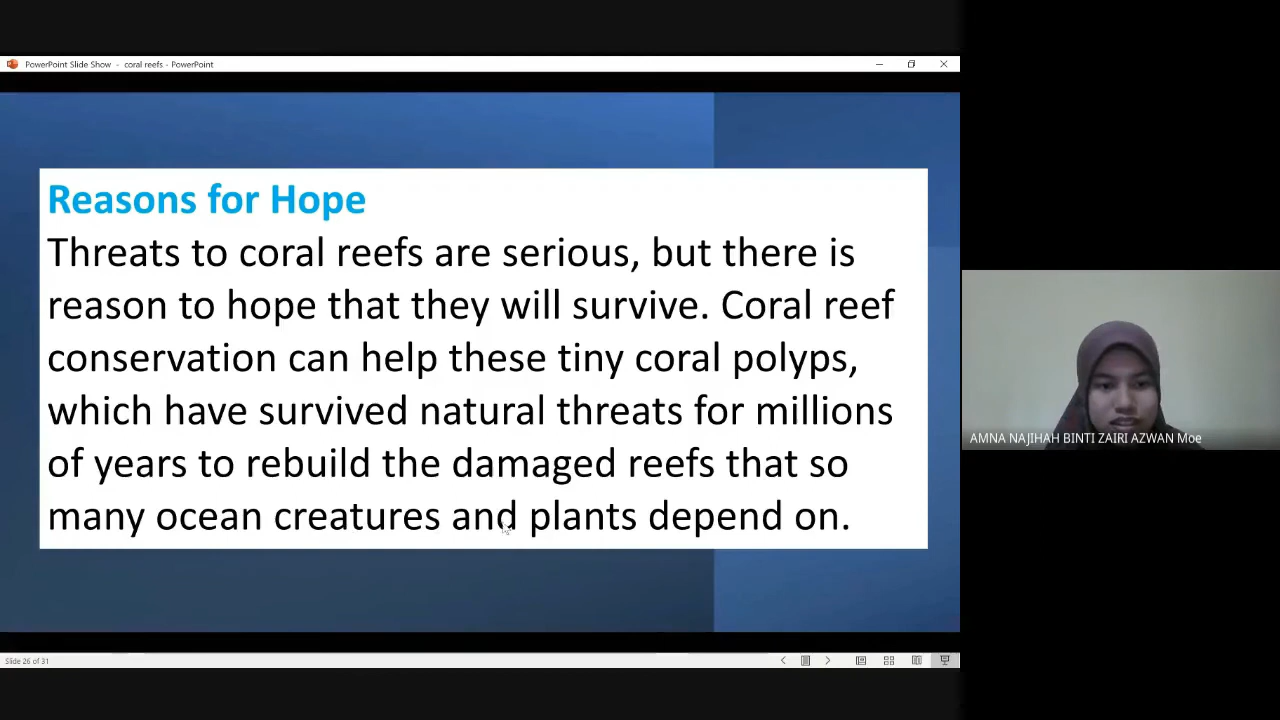 PowerPoint Slide Show - coral reefs - PowerPoint
Reasons for Hope
Threats to coral reefs are serious, but there is
reason to hope that they will survive. Coral reef
conservation can help these tiny coral polyps,
which have survived natural threats for millions
of years to rebuild the damaged reefs that so
many ocean creatures and plants depend on.
AMNA NAJIHAH BINTI ZAIRI AZWAN Moe
Slide 26 of 31